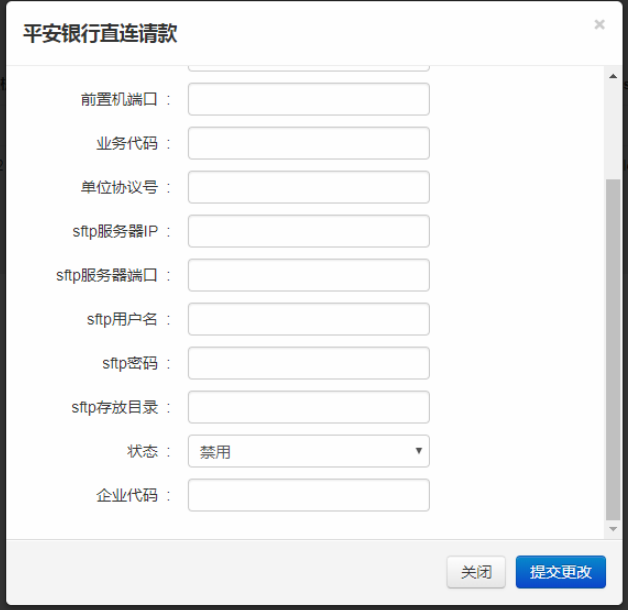 平安银行直连请款
×
前置机端口 :
业务代码 :
单位协议号 :
sftp服务器IP :
sftp服务器端口 :
sftp用户名 :
sftp密码 :
sftp存放目录 :
状态 : 禁用
企业代码 :
关闭 提交更改